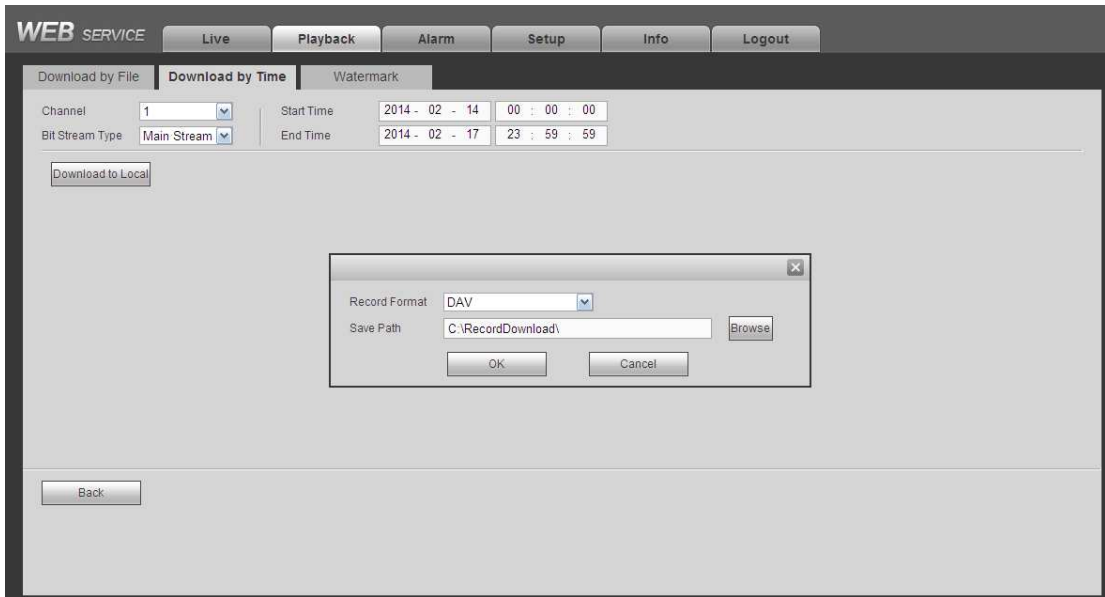 WEB SERVICE Live Playback Alarm Setup Info Logout
Download by File Download by Time Watermark
Channel 1 Start Time 2014 - 02 - 14 00 : 00 : 00
Bit Stream Type Main Stream End Time 2014 - 02 - 17 23 : 59 : 59
Download to Local
Record Format DAV
Save Path C:\RecordDownload\ Browse
OK Cancel
Back